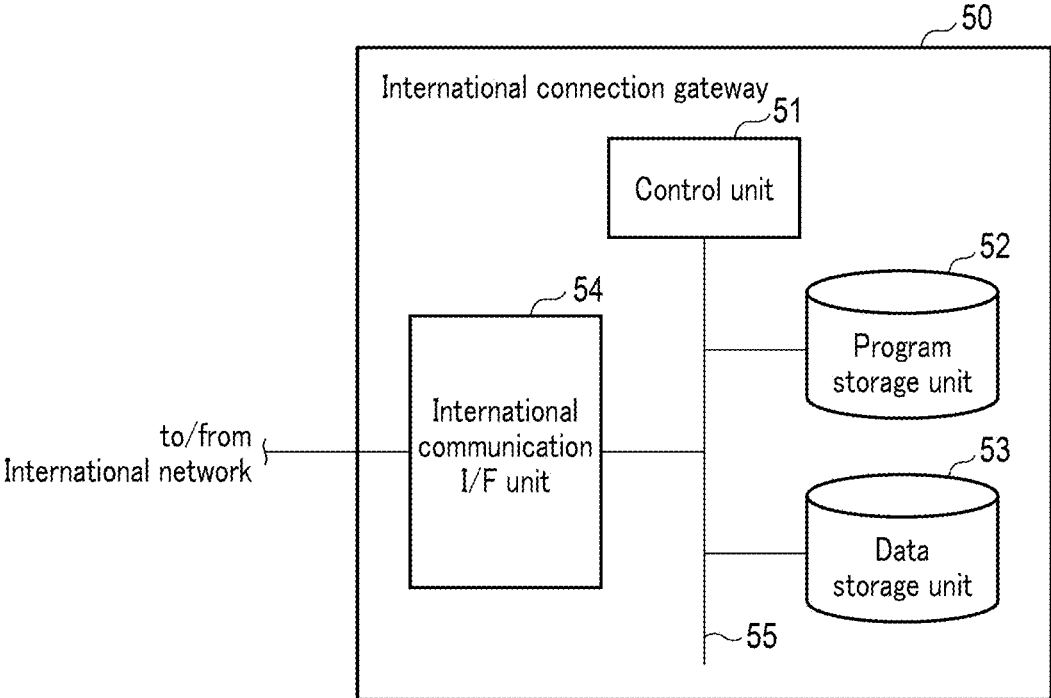 50
International connection gateway
51
Control unit
52
Program
storage unit
54
International
communication
I/F unit
to/from
International network
53
Data
storage unit
55